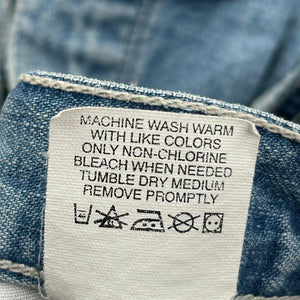 MACHINE WASH WARM
WITH LIKE COLORS
ONLY NON-CHLORINE
BLEACH WHEN NEEDED
TUMBLE DRY MEDIUM
REMOVE PROMPTLY